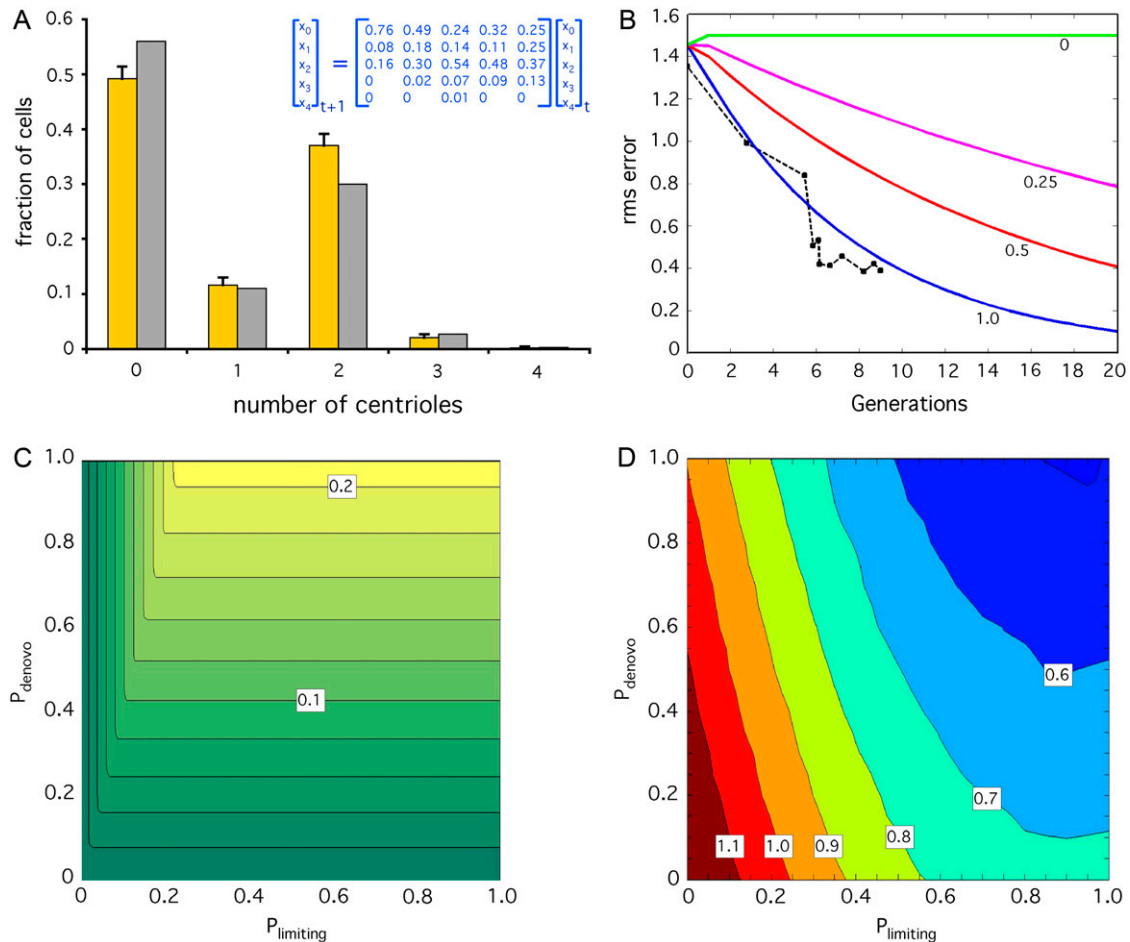 A
fraction of cells
0.6
0.5
0.4
0.3
0.2
0.1
0
0 1 2 3 4
number of centrioles
x0 0.76 0.49 0.24 0.32 0.25 x0
x1 0.08 0.18 0.14 0.11 0.25 x1
x2 = 0.16 0.30 0.54 0.48 0.37 x2
x3 0 0.02 0.07 0.09 0.13 x3
x4 t+1 0 0 0.01 0 0 x4 t
B
rms error
1.6
1.4
1.2
1.0
0.8
0.6
0.4
0.2
0
0 2 4 6 8 10 12 14 16 18 20
Generations
0
0.25
0.5
1.0
C
Pdenovo
1.0
0.8
0.6
0.4
0.2
0
0 0.2 0.4 0.6 0.8 1.0
Plimiting
0.2
0.1
D
Pdenovo
1.0
0.8
0.6
0.4
0.2
0
0 0.2 0.4 0.6 0.8 1.0
Plimiting
0.6
0.7
0.8
1.1 1.0 0.9